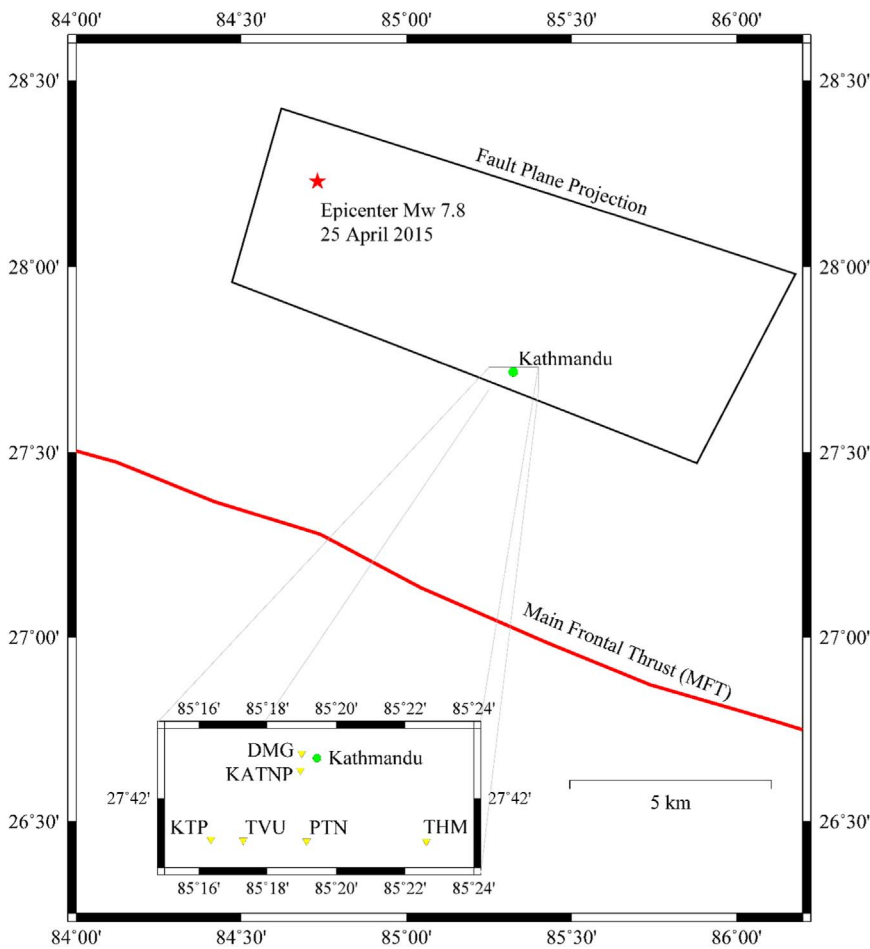 84˚00' 84˚30' 85˚00' 85˚30' 86˚00'
28˚30' 28˚30'
Fault Plane Projection
Epicenter Mw 7.8
25 April 2015
28˚00' 28˚00'
Kathmandu
27˚30' 27˚30'
Main Frontal Thrust (MFT)
27˚00' 27˚00'
85˚16' 85˚18' 85˚20' 85˚22' 85˚24'
DMG
Kathmandu
KATNP
27˚42' 27˚42'
5 km
KTP TVU PTN THM
26˚30' 26˚30'
85˚16' 85˚18' 85˚20' 85˚22' 85˚24'
84˚00' 84˚30' 85˚00' 85˚30' 86˚00'